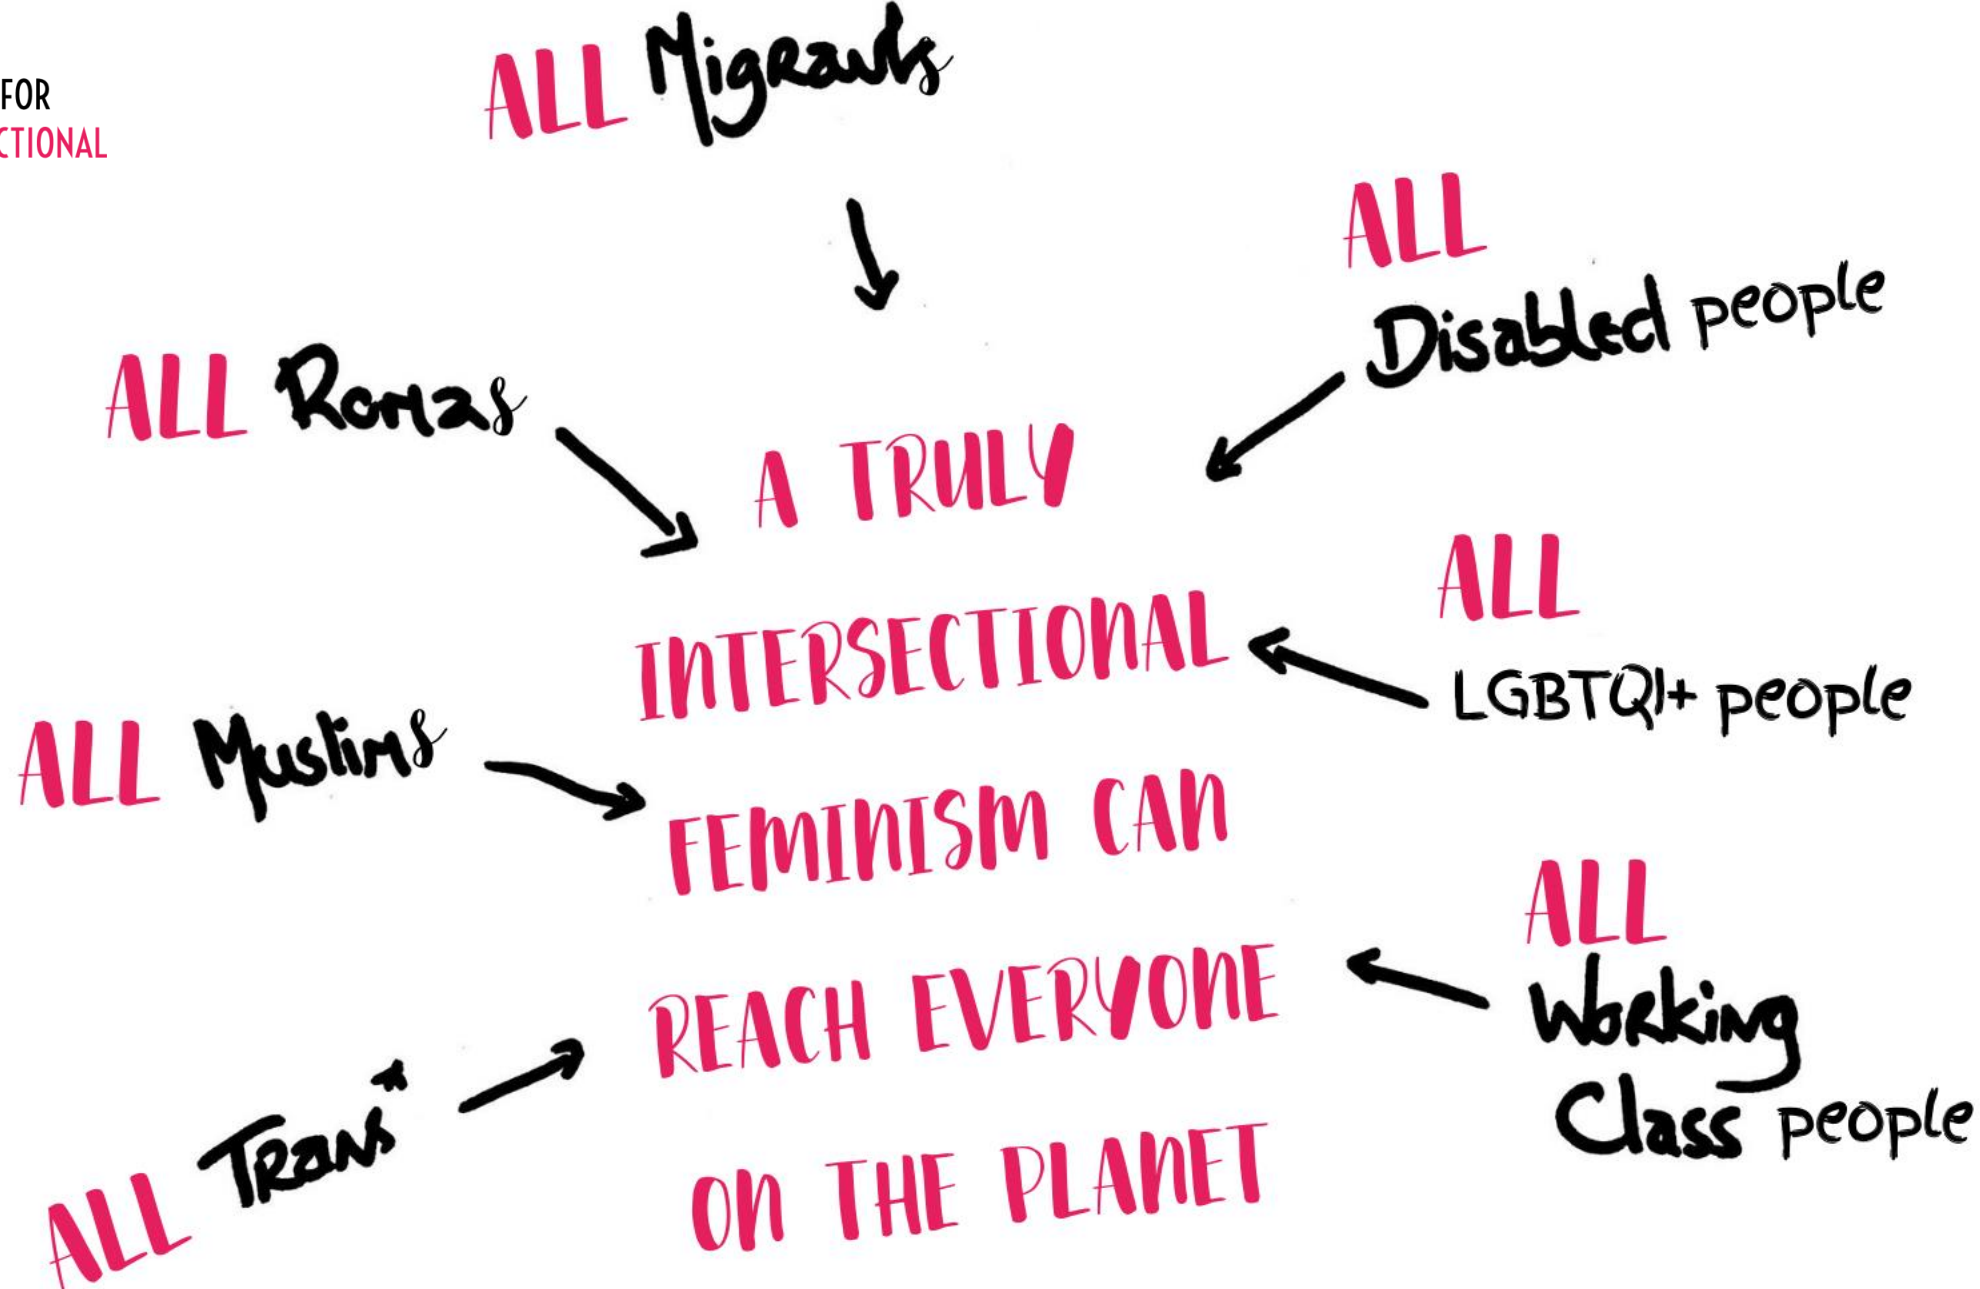 FOR
CTIONAL
ALL Migrants
ALL
Disabled people
ALL Romas
A TRULY
INTERSECTIONAL
FEMINISM CAN
REACH EVERYONE
ON THE PLANET
ALL
LGBTQI+ people
ALL Muslims
ALL
Working
Class people
ALL Trans*